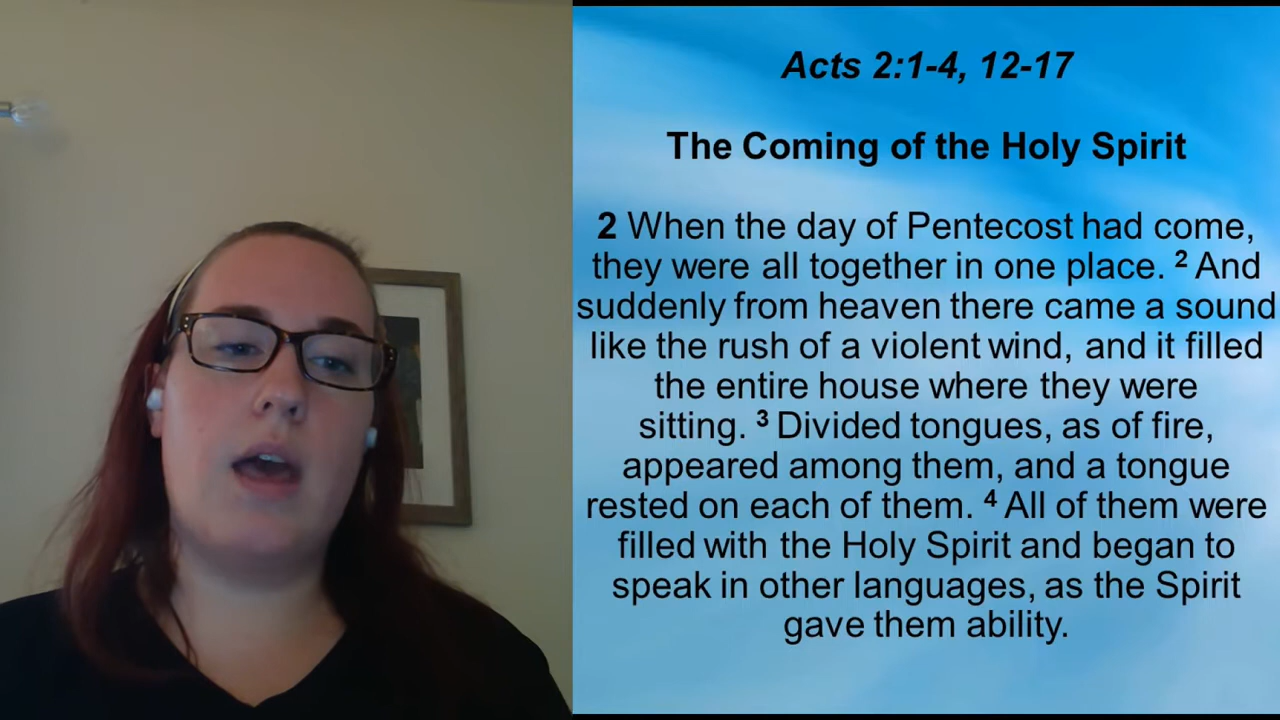 Acts 2:1-4, 12-17
The Coming of the Holy Spirit
2 When the day of Pentecost had come,
they were all together in one place. ² And
suddenly from heaven there came a sound
like the rush of a violent wind, and it filled
the entire house where they were
sitting. ³ Divided tongues, as of fire,
appeared among them, and a tongue
rested on each of them. ⁴ All of them were
filled with the Holy Spirit and began to
speak in other languages, as the Spirit
gave them ability.